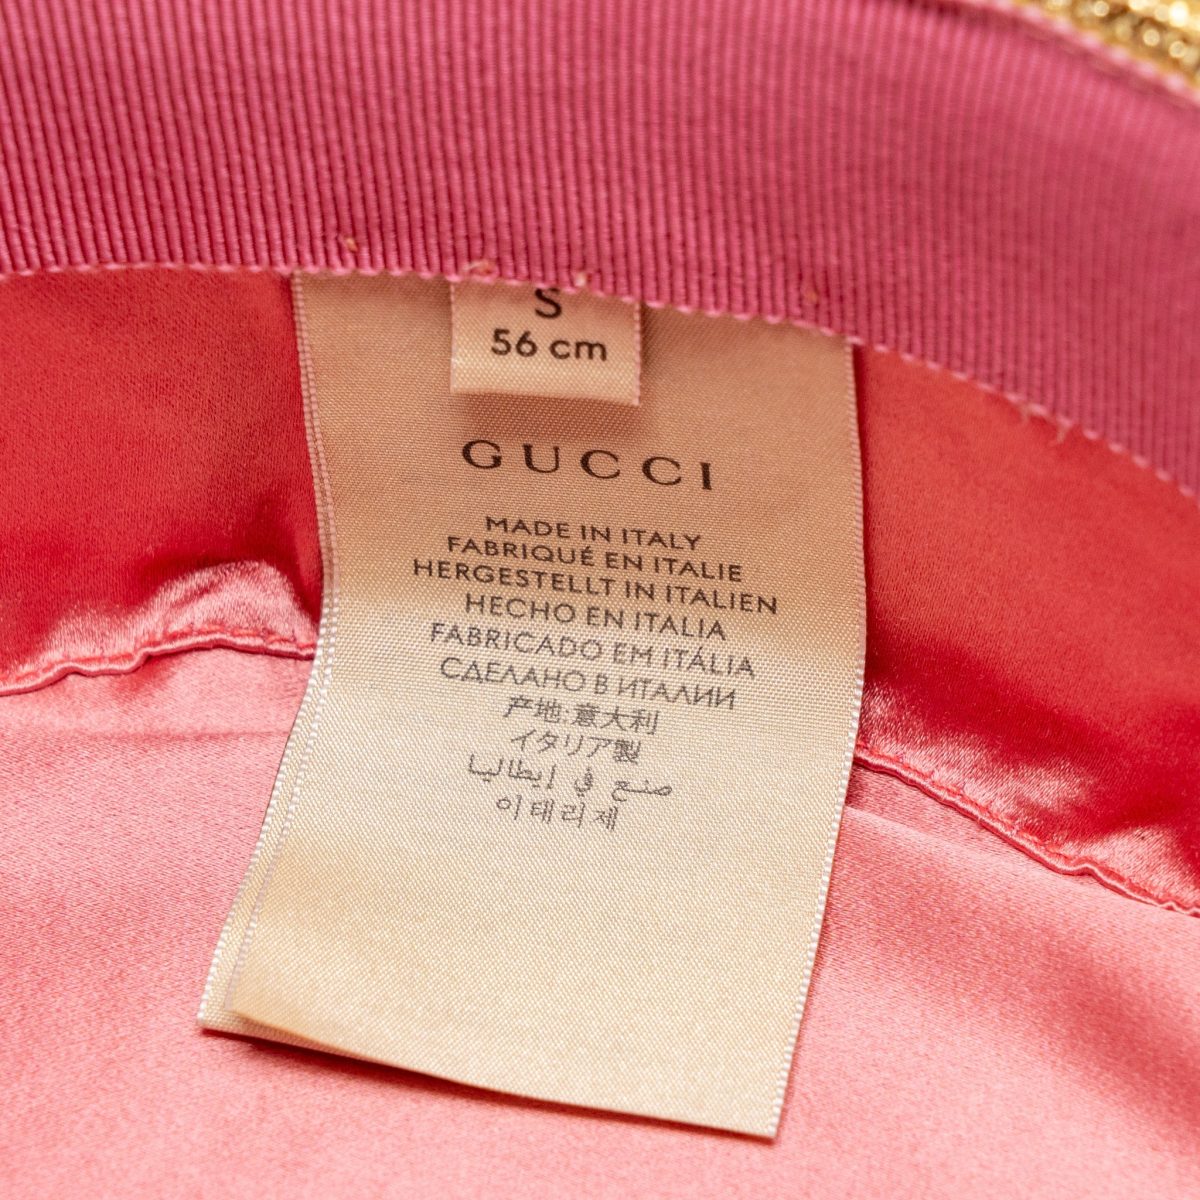 S
56 cm
GUCCI
MADE IN ITALY
FABRIQUÉ EN ITALIE
HERGESTELLT IN ITALIEN
HECHO EN ITALIA
FABRICADO EM ITÁLIA
СДЕЛАНО В ИТАЛИИ
产地:意大利
イタリア製
صنع في إيطاليا
이태리제